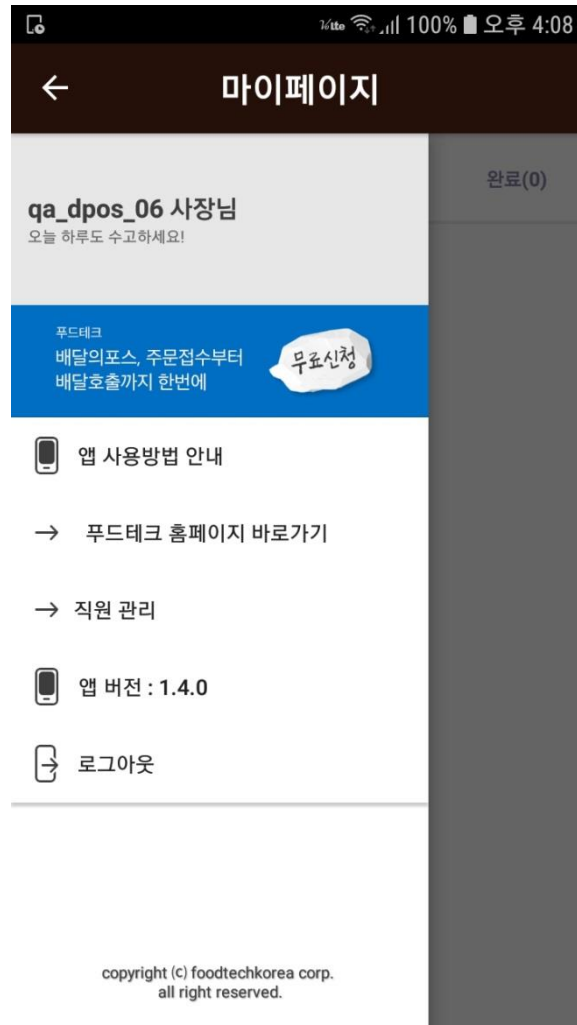 100% 오후 4:08
마이페이지
완료(0)
qa_dpos_06 사장님
오늘 하루도 수고하세요!
푸드테크
배달의포스, 주문접수부터
배달호출까지 한번에
무료신청
앱 사용방법 안내
푸드테크 홈페이지 바로가기
직원 관리
앱 버전 : 1.4.0
로그아웃
copyright (c) foodtechkorea corp.
all right reserved.